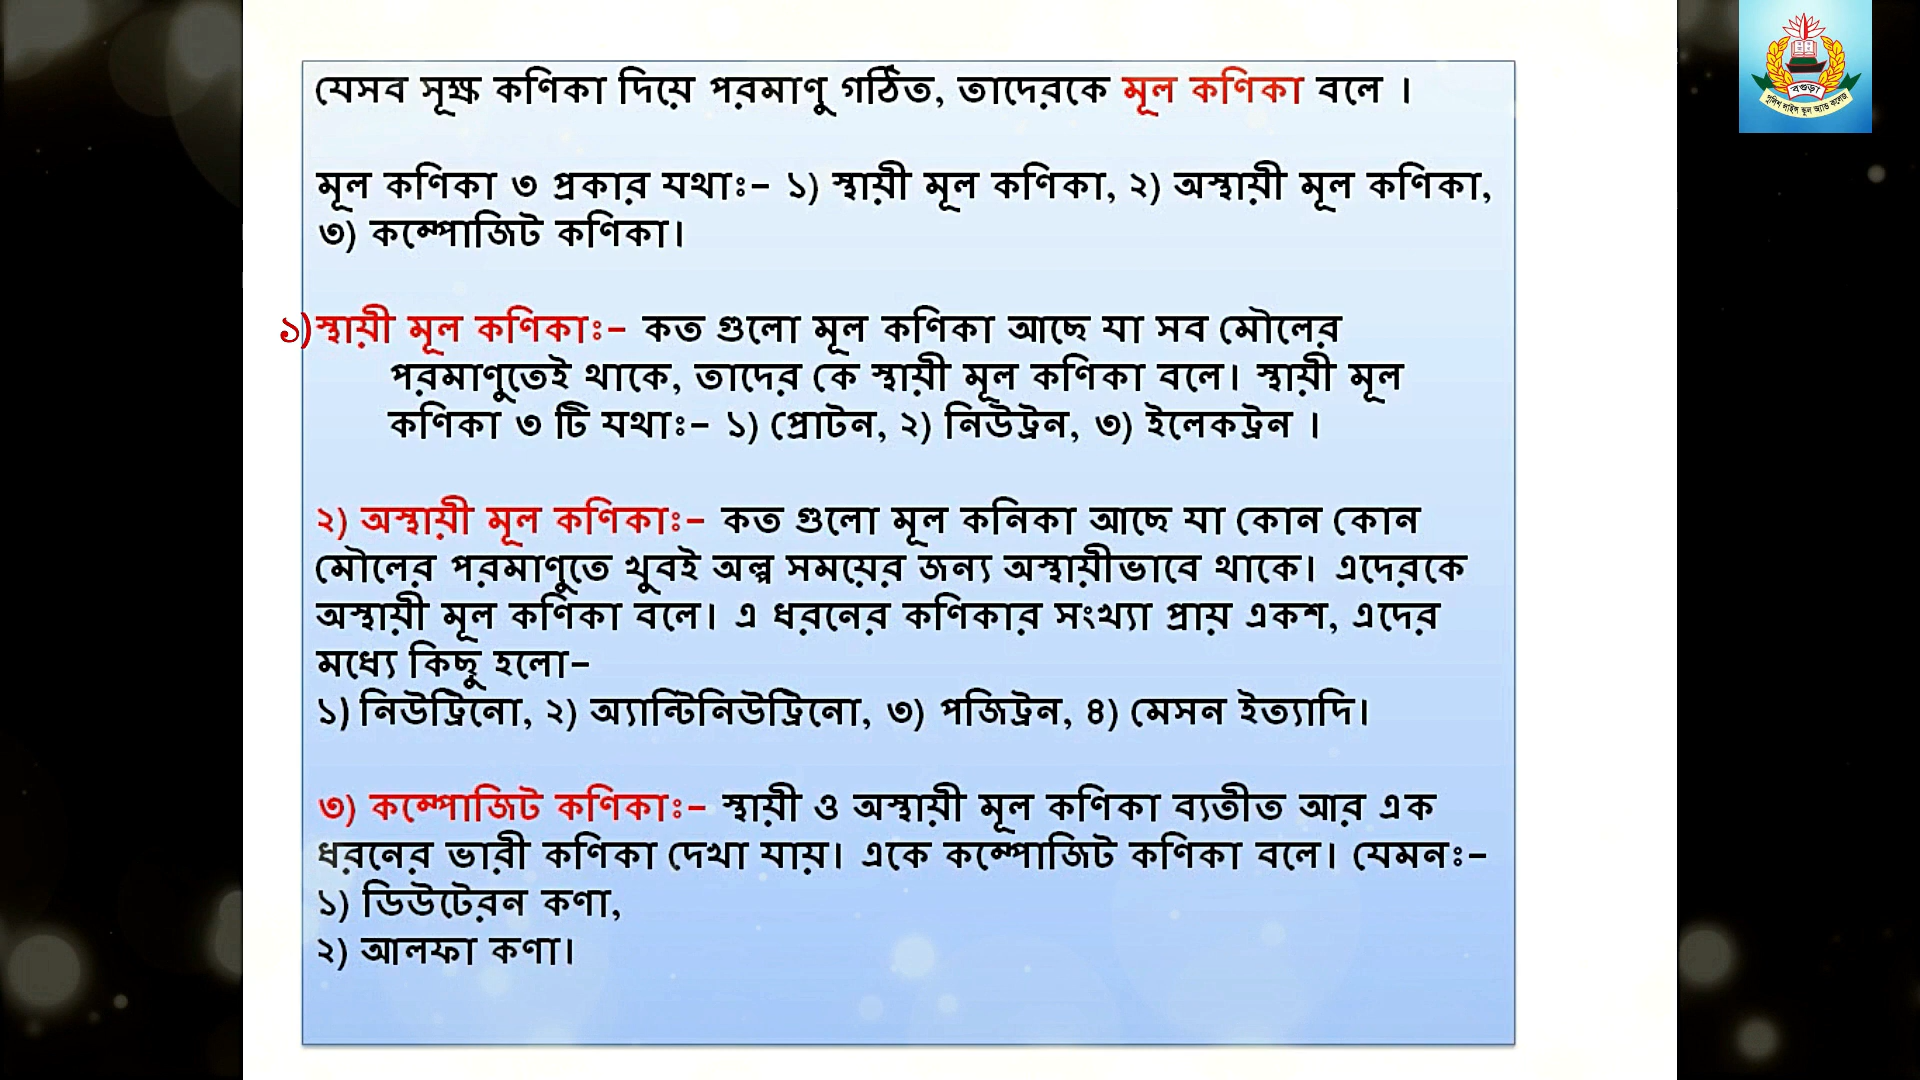 যেসব সূক্ষ কণিকা দিয়ে পরমাণু গঠিত, তাদেরকে মূল কণিকা বলে ।
মূল কণিকা ৩ প্রকার যথাঃ- ১) স্থায়ী মূল কণিকা, ২) অস্থায়ী মূল কণিকা,
৩) কম্পোজিট কণিকা।
১)স্থায়ী মূল কণিকাঃ- কত গুলো মূল কণিকা আছে যা সব মৌলের
পরমাণুতেই থাকে, তাদের কে স্থায়ী মূল কণিকা বলে। স্থায়ী মূল
কণিকা ৩ টি যথাঃ- ১) প্রোটন, ২) নিউট্রন, ৩) ইলেকট্রন ।
২) অস্থায়ী মূল কণিকাঃ- কত গুলো মূল কনিকা আছে যা কোন কোন
মৌলের পরমাণুতে খুবই অল্প সময়ের জন্য অস্থায়ীভাবে থাকে। এদেরকে
অস্থায়ী মূল কণিকা বলে। এ ধরনের কণিকার সংখ্যা প্রায় একশ, এদের
মধ্যে কিছু হলো-
১) নিউট্রিনো, ২) অ্যান্টিনিউট্রিনো, ৩) পজিট্রন, ৪) মেসন ইত্যাদি।
৩) কম্পোজিট কণিকাঃ- স্থায়ী ও অস্থায়ী মূল কণিকা ব্যতীত আর এক
ধরনের ভারী কণিকা দেখা যায়। একে কম্পোজিট কণিকা বলে। যেমনঃ-
১) ডিউটেরন কণা,
২) আলফা কণা।
বগুড়া
পুলিশ লাইন্স স্কুল অ্যান্ড কলেজ